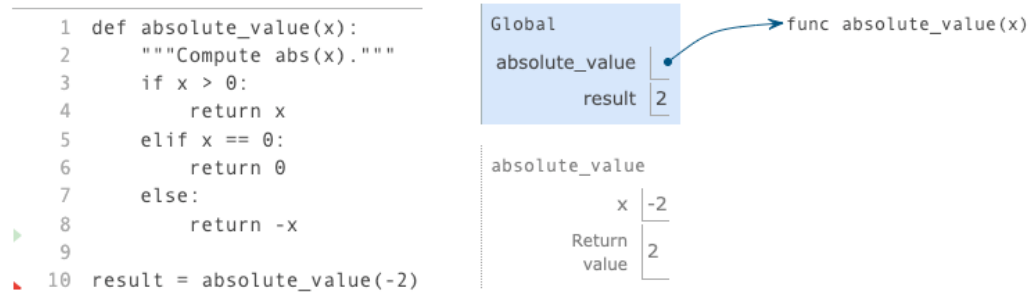 1 def absolute_value(x):
2     """Compute abs(x)."""
3     if x > 0:
4         return x
5     elif x == 0:
6         return 0
7     else:
8         return -x
9
10 result = absolute_value(-2)
Global
absolute_value
func absolute_value(x)
result 2
absolute_value
x -2
Return
value 2